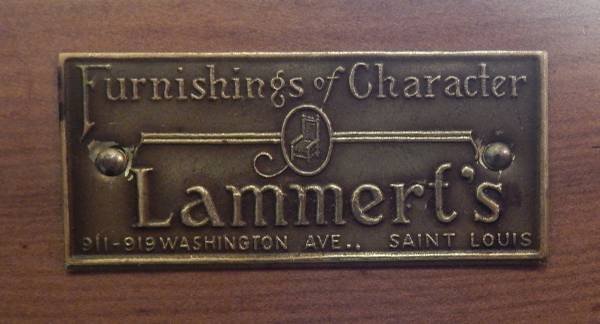 Furnishings of Character
Lammert's
911-919 WASHINGTON AVE., SAINT LOUIS